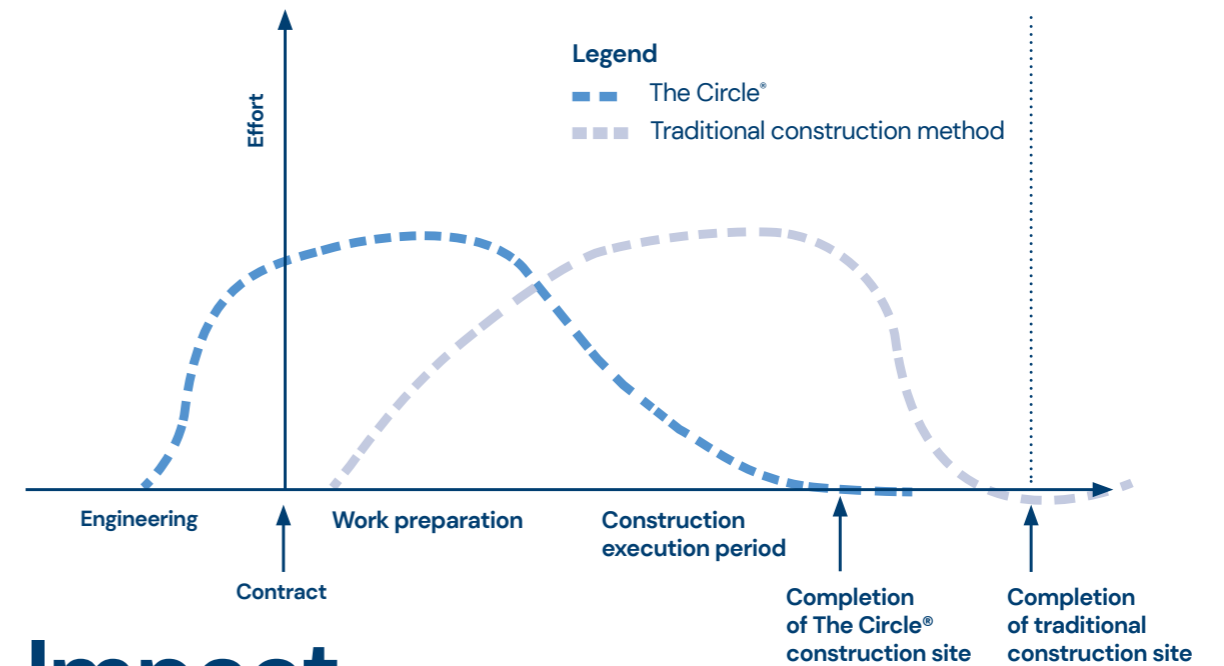 Legend
The Circle®
Traditional construction method
Effort
Engineering
Work preparation
Construction
execution period
Contract
Completion
of The Circle®
construction site
Completion
of traditional
construction site
Impact